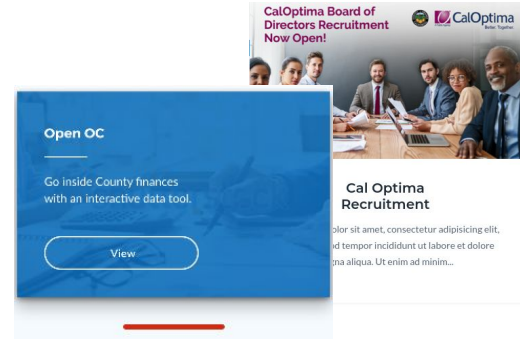 CalOptima Board of
Directors Recruitment
Now Open!
CalOptima
Better. Together.
Open OC
Go inside County finances
with an interactive data tool.
View
Cal Optima
Recruitment
olor sit amet, consectetur adipisicing elit,
d tempor incididunt ut labore et dolore
na aliqua. Ut enim ad minim...